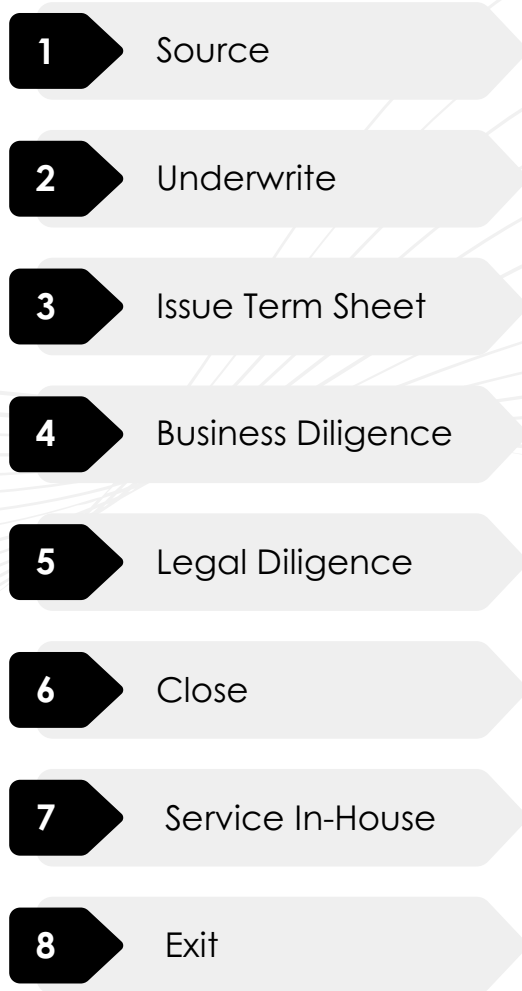 1 Source
2 Underwrite
3 Issue Term Sheet
4 Business Diligence
5 Legal Diligence
6 Close
7 Service In-House
8 Exit